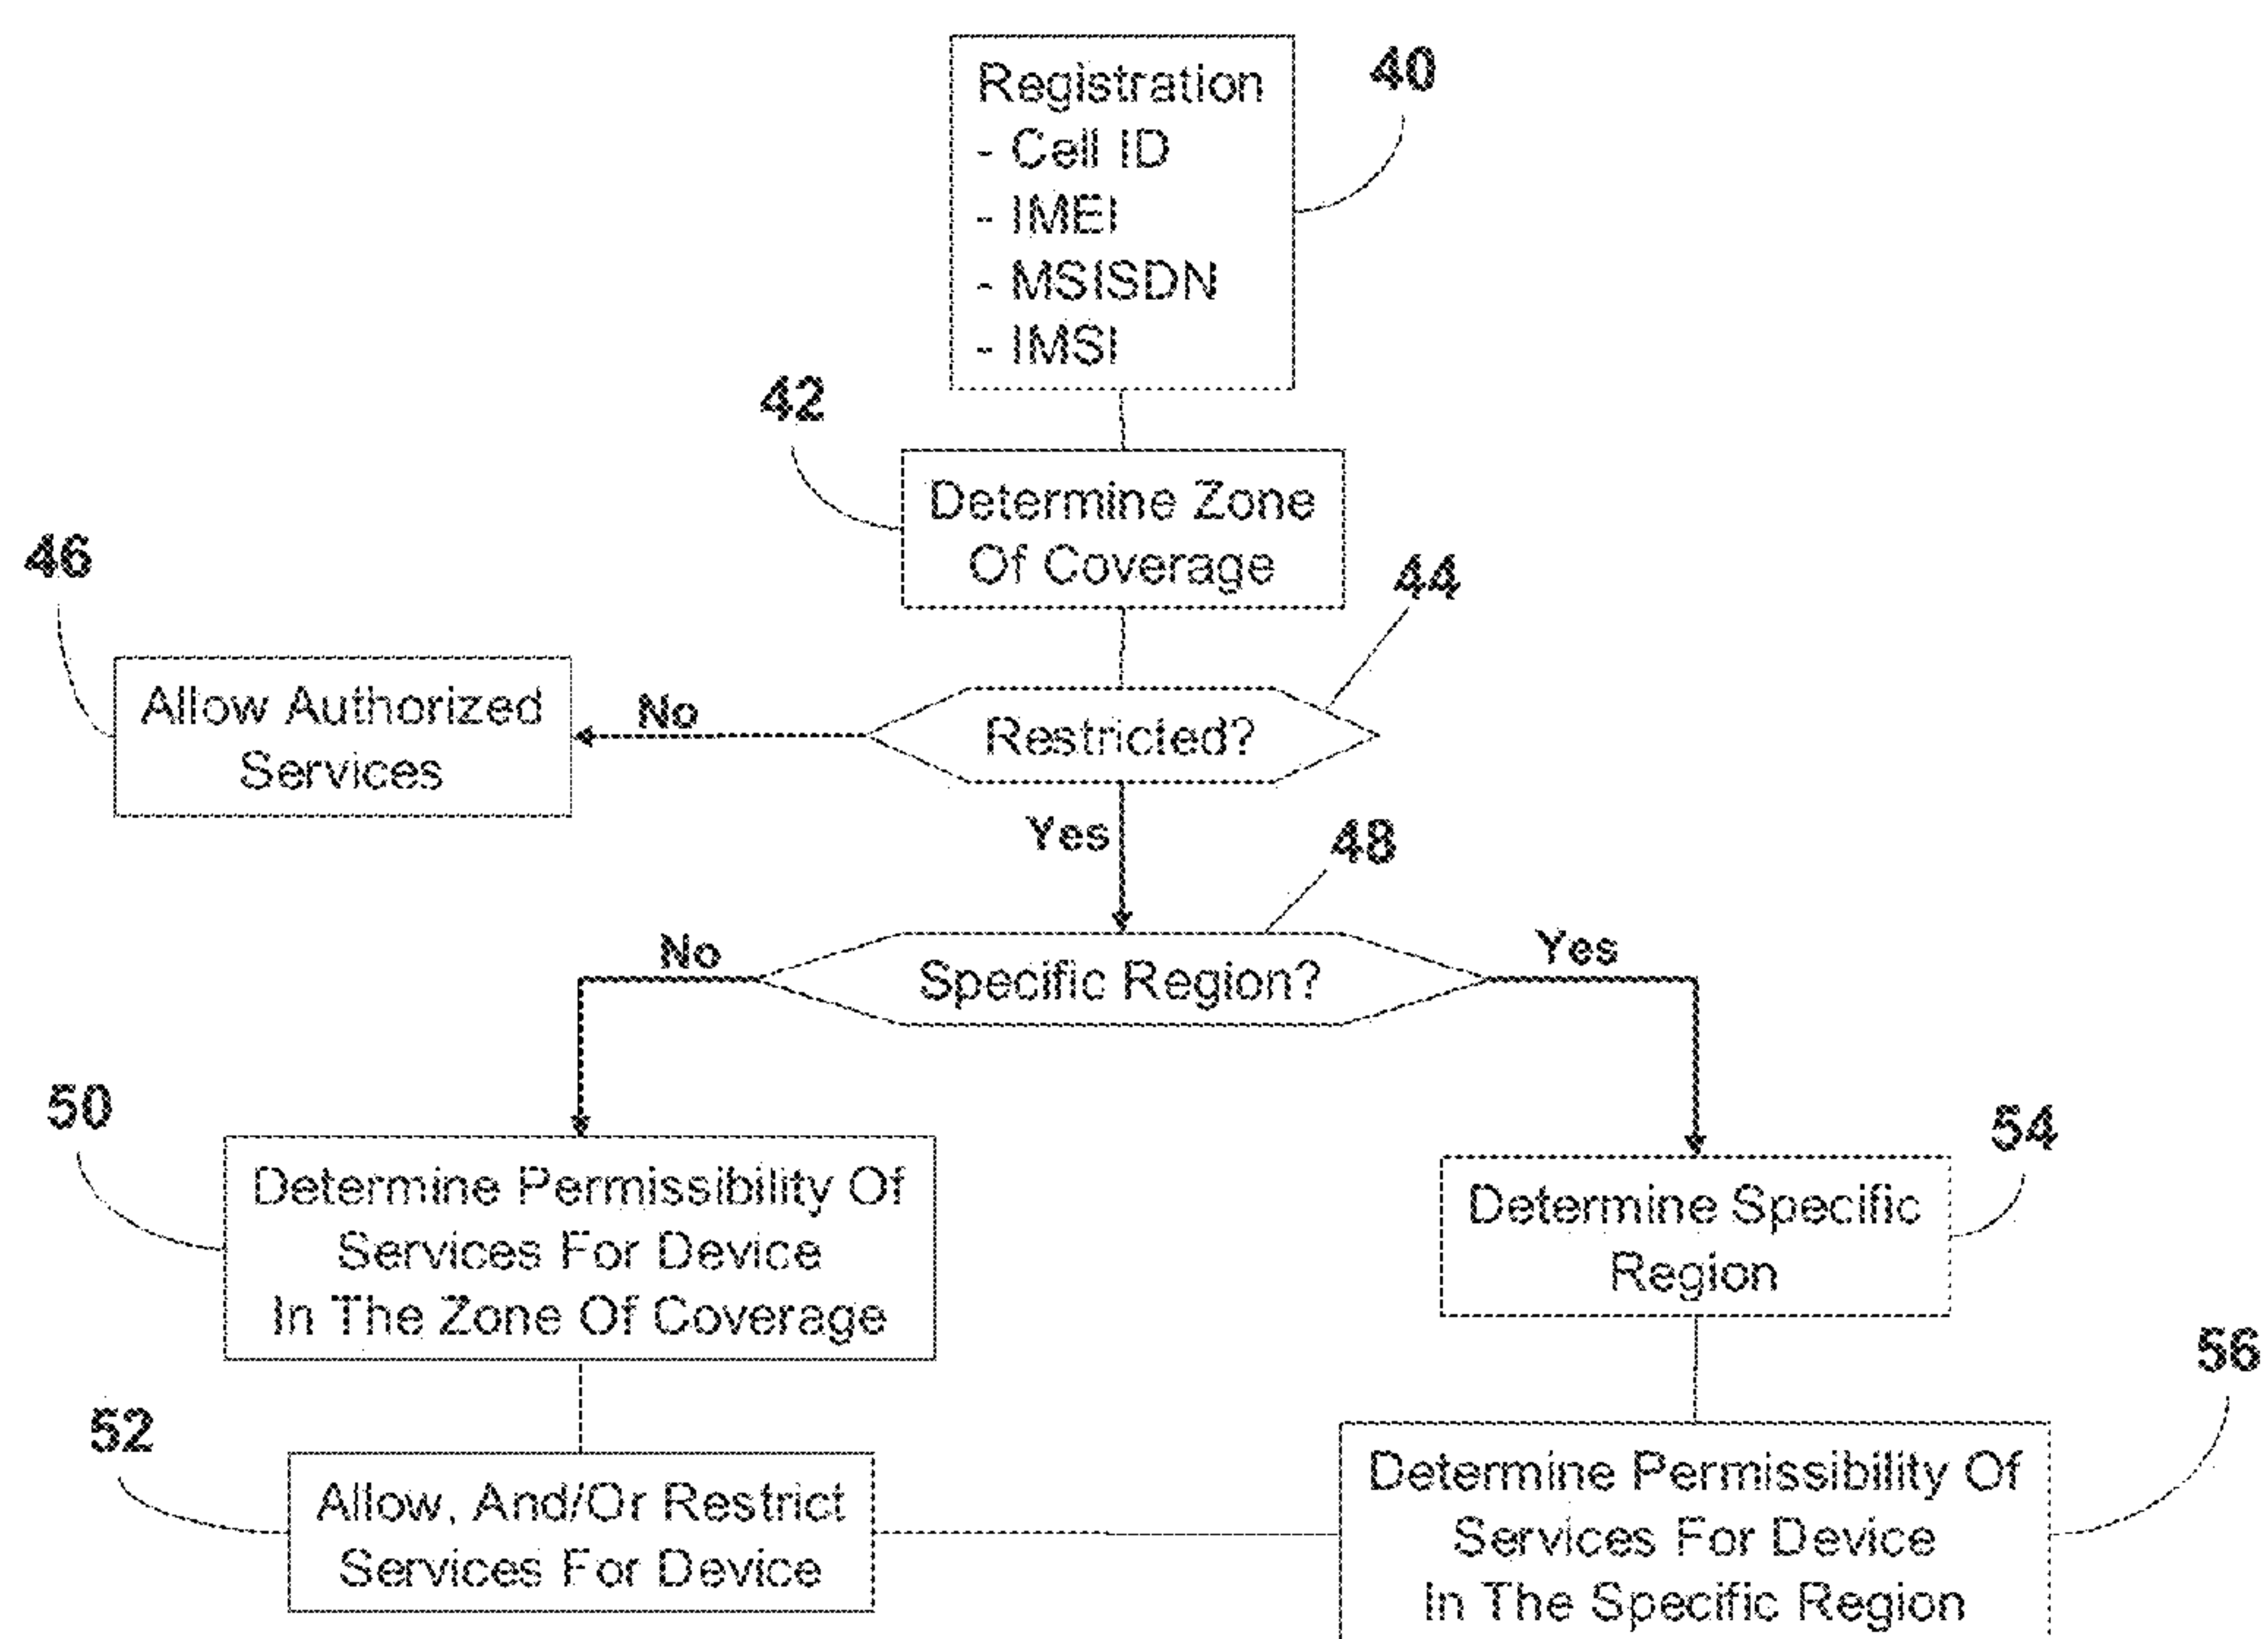 Registration
- Cell ID
- IMEI
- MSISDN
- IMSI
40
42
Determine Zone
Of Coverage
44
46
Allow Authorized
Services
No
Restricted?
Yes
48
No
Specific Region?
Yes
50
Determine Permissibility Of
Services For Device
In The Zone Of Coverage
54
Determine Specific
Region
52
Allow, And/Or Restrict
Services For Device
56
Determine Permissibility Of
Services For Device
In The Specific Region